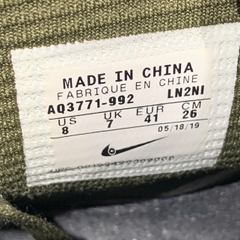 MADE IN CHINA
FABRIQUE EN CHINE
AQ3771-992 LN2NI
US UK EUR CM
8 7 41 26
05/18/19